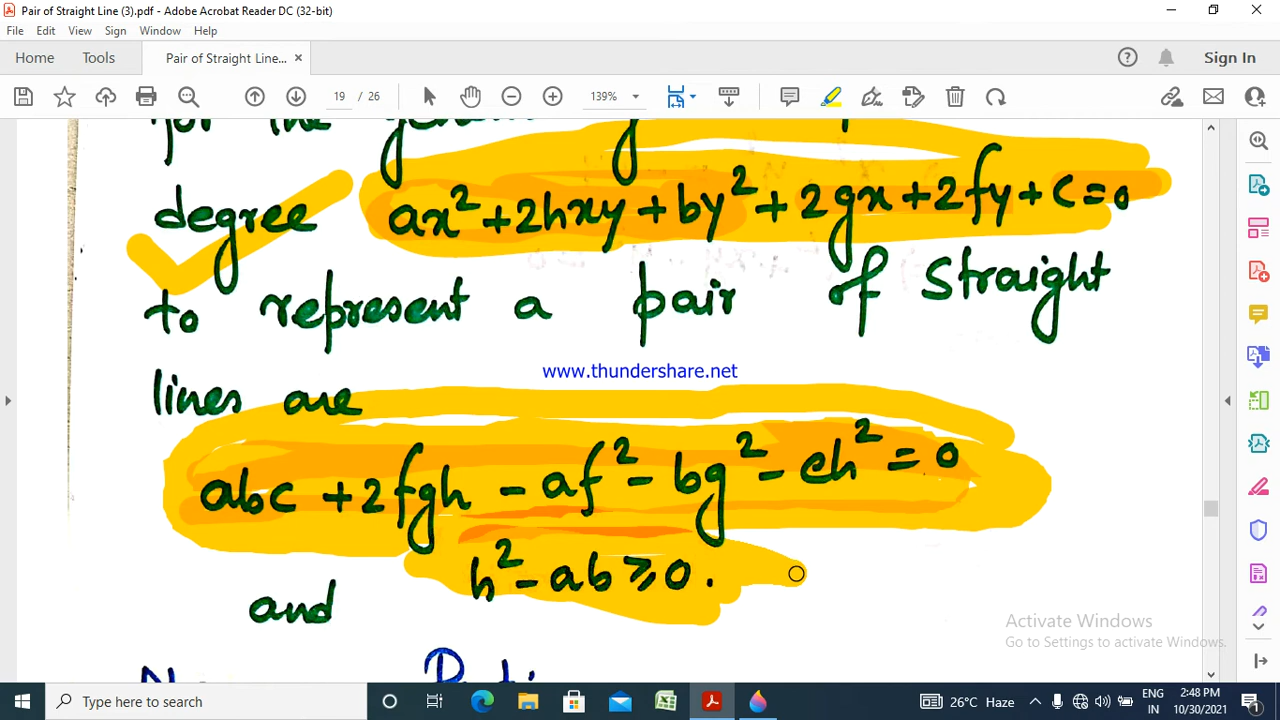 Pair of Straight Line (3).pdf - Adobe Acrobat Reader DC (32-bit)
File Edit View Sign Window Help
Home Tools Pair of Straight Line... × Sign In
19 / 26 139%
for the general
degree ax² + 2hxy + by² + 2gx + 2fy + c = 0
to represent a pair of straight
www.thundershare.net
lines are
abc + 2fgh - af² - bg² - ch² = 0
and h² - ab ⩾ 0.
Activate Windows
Go to Settings to activate Windows.
Type here to search
26°C Haze
ENG
IN
2:48 PM
10/30/2021
1